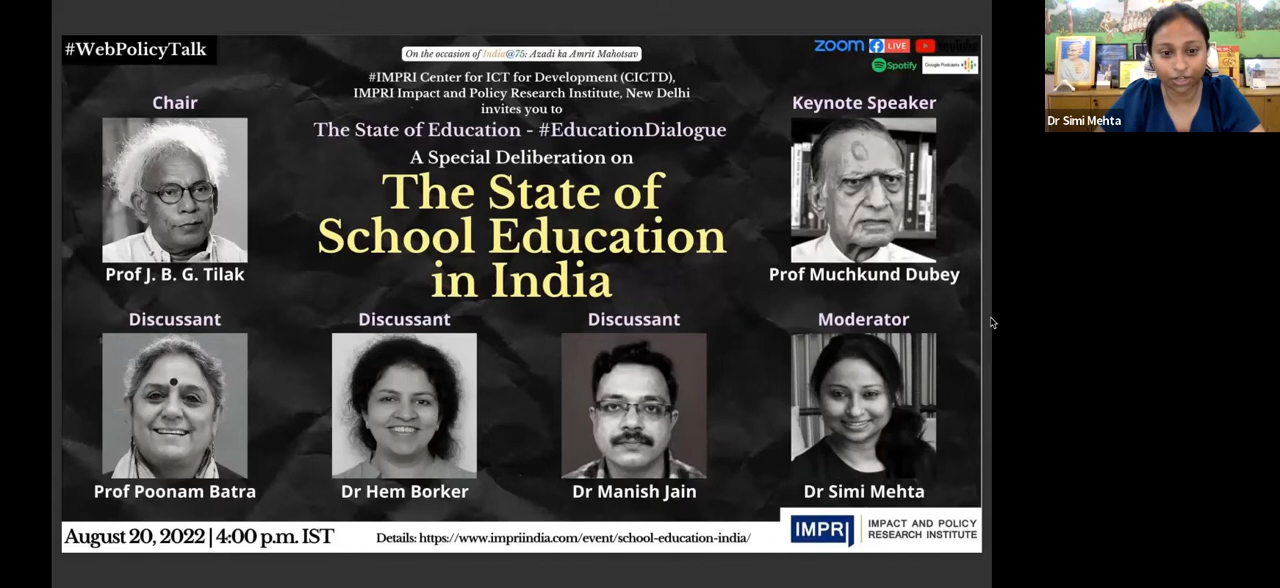 #WebPolicyTalk
On the occasion of India@75: Azadi ka Amrit Mahotsav
zoom
LIVE
YouTube
Spotify
Google Podcasts
#IMPRI Center for ICT for Development (CICTD),
IMPRI Impact and Policy Research Institute, New Delhi
invites you to
The State of Education - #EducationDialogue
A Special Deliberation on
The State of
School Education
in India
Chair
Prof J. B. G. Tilak
Keynote Speaker
Prof Muchkund Dubey
Discussant
Prof Poonam Batra
Discussant
Dr Hem Borker
Discussant
Dr Manish Jain
Moderator
Dr Simi Mehta
August 20, 2022 | 4:00 p.m. IST
Details: https://www.impriindia.com/event/school-education-india/
IMPRI
IMPACT AND POLICY
RESEARCH INSTITUTE
Dr Simi Mehta